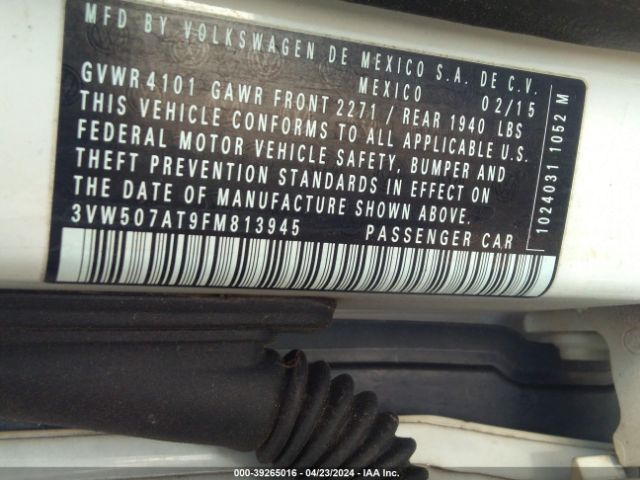 MFD BY VOLKSWAGEN DE MEXICO S.A. DE C.V.
MEXICO 02/15
GVWR 4101 GAWR FRONT 2271 / REAR 1940 LBS
THIS VEHICLE CONFORMS TO ALL APPLICABLE U.S.
FEDERAL MOTOR VEHICLE SAFETY, BUMPER AND
THEFT PREVENTION STANDARDS IN EFFECT ON
THE DATE OF MANUFACTURE SHOWN ABOVE.
3VW507AT9FM813945 PASSENGER CAR
1024031 1052 M
000-39265016 - 04/23/2024 - IAA Inc.